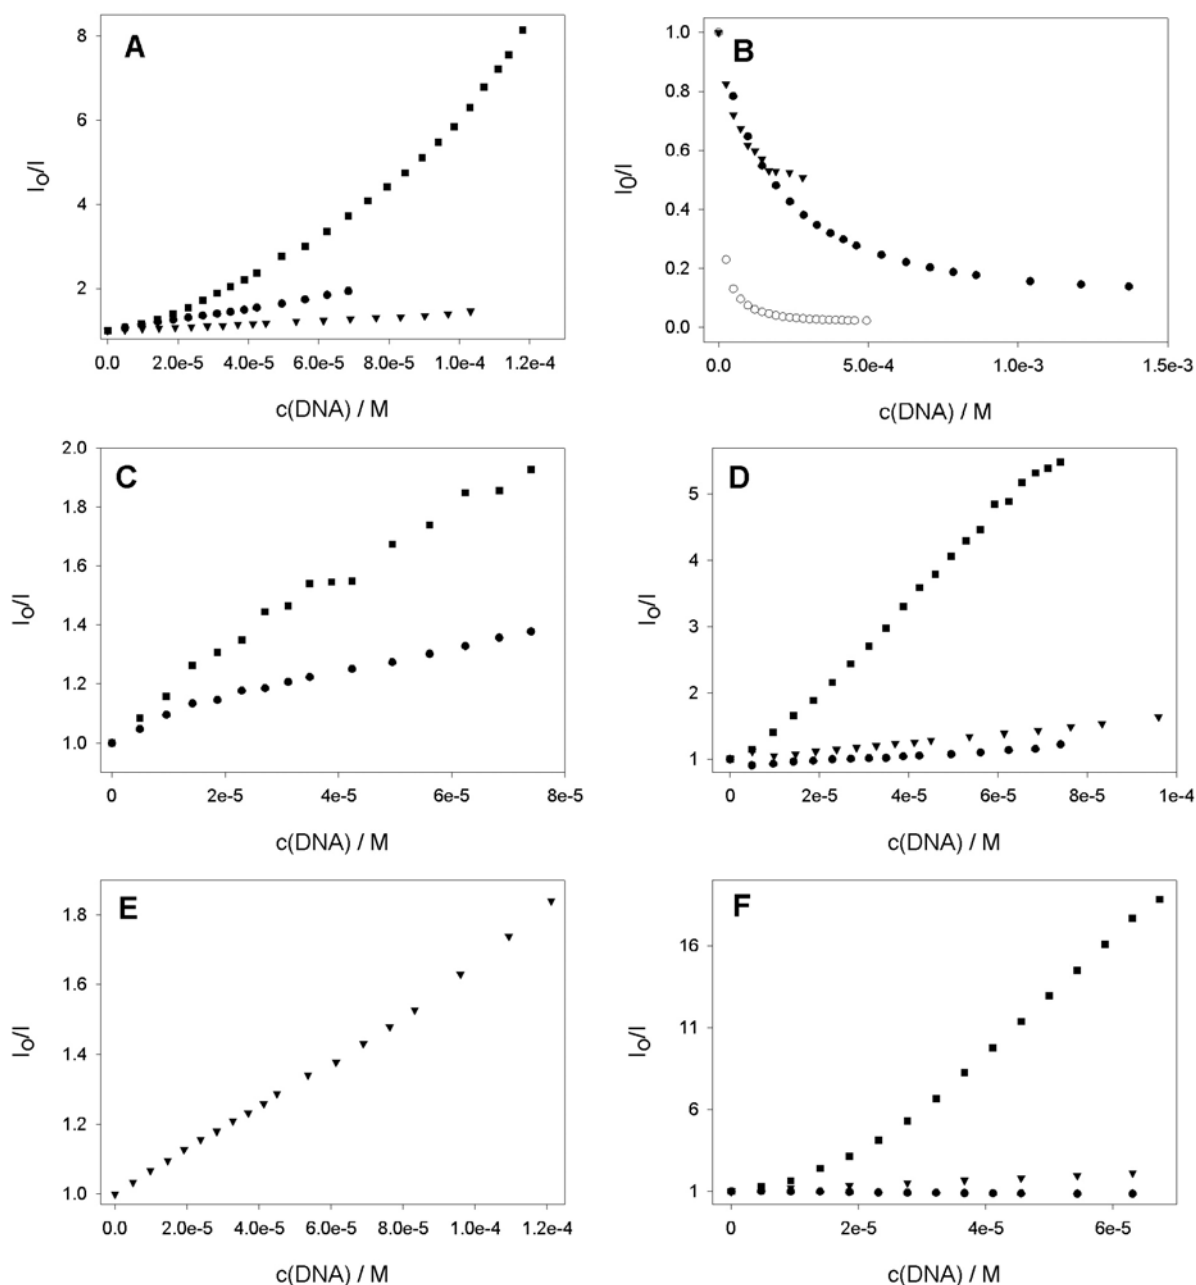 A
I₀/I
8
6
4
2
0.0 2.0e-5 4.0e-5 6.0e-5 8.0e-5 1.0e-4 1.2e-4
c(DNA) / M
B
I₀/I
1.0
0.8
0.6
0.4
0.2
0.0
0.0 5.0e-4 1.0e-3 1.5e-3
c(DNA) / M
C
I₀/I
2.0
1.8
1.6
1.4
1.2
1.0
0 2e-5 4e-5 6e-5 8e-5
c(DNA) / M
D
I₀/I
5
4
3
2
1
0 2e-5 4e-5 6e-5 8e-5 1e-4
c(DNA) / M
E
I₀/I
1.8
1.6
1.4
1.2
1.0
0.0 2.0e-5 4.0e-5 6.0e-5 8.0e-5 1.0e-4 1.2e-4
c(DNA) / M
F
I₀/I
16
11
6
1
0 2e-5 4e-5 6e-5
c(DNA) / M